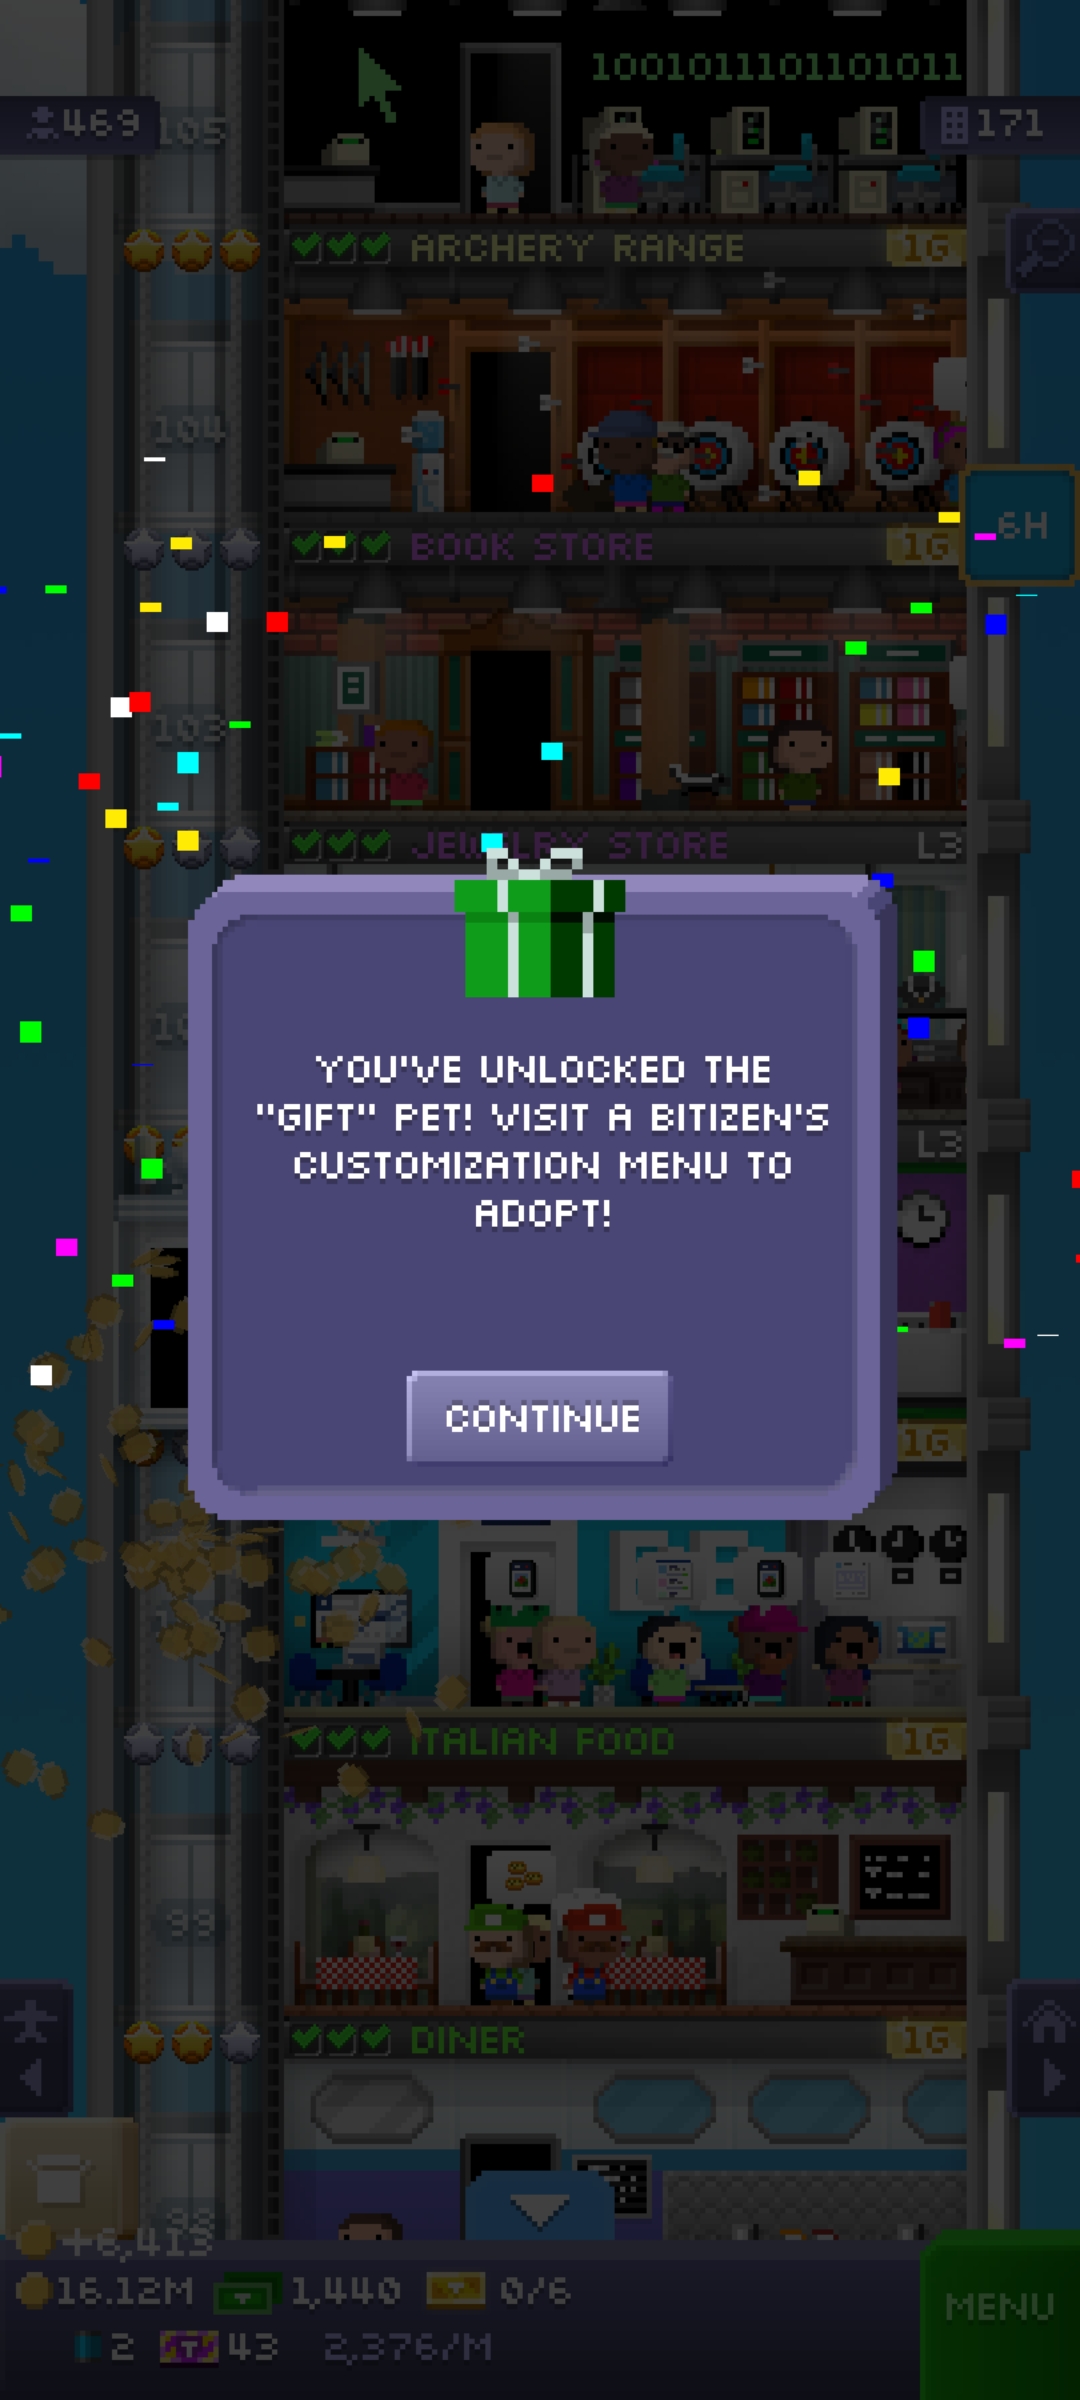 1001011101101011
469
105
171
ARCHERY RANGE
1G
104
BOOK STORE
1G
6H
103
JEWELRY STORE
L3
YOU'VE UNLOCKED THE
"GIFT" PET! VISIT A BITIZEN'S
CUSTOMIZATION MENU TO
ADOPT!
L3
CONTINUE
1G
ITALIAN FOOD
1G
99
DINER
1G
98
+6,413
16.12M
1,440
0/6
MENU
2
43
2,376/M